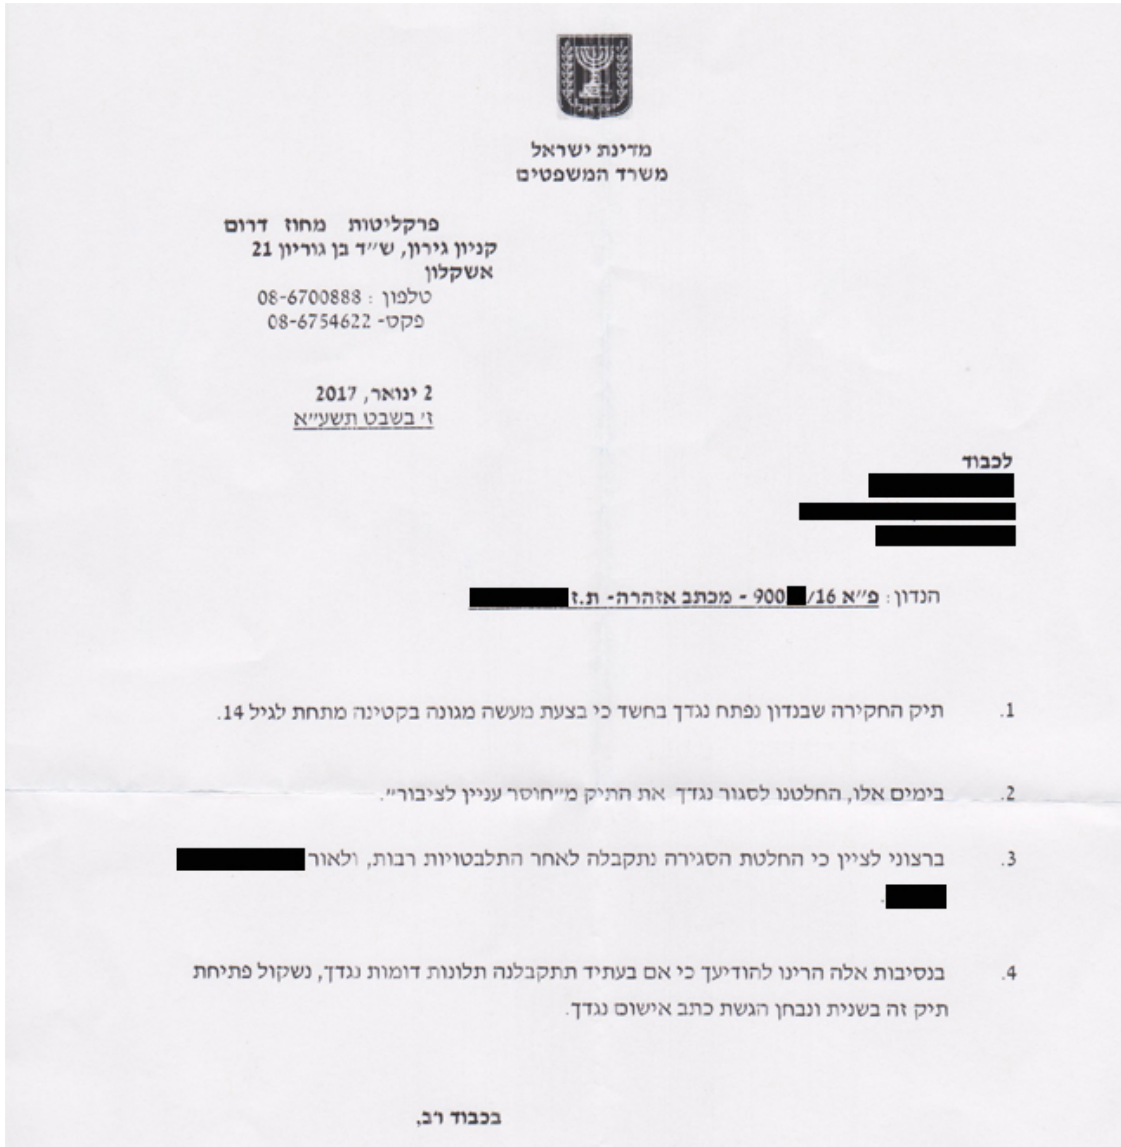 ישראל
מדינת ישראל
משרד המשפטים
פרקליטות מחוז דרום
קניון גירון, ש״ד בן גוריון 21
אשקלון
טלפון : 08-6700888
פקס- 08-6754622
2 ינואר, 2017
ז׳ בשבט תשע״א
לכבוד
הנדון: פ״א 900/16 - מכתב אזהרה- ת.ז
1. תיק החקירה שבנדון נפתח נגדך בחשד כי בצעת מעשה מגונה בקטינה מתחת לגיל 14.
2. בימים אלו, החלטנו לסגור נגדך את התיק מ״חוסר עניין לציבור״.
3. ברצוני לציין כי החלטת הסגירה נתקבלה לאחר התלבטויות רבות, ולאור
.
4. בנסיבות אלה הרינו להודיעך כי אם בעתיד תתקבלנה תלונות דומות נגדך, נשקול פתיחת
תיק זה בשנית ונבחן הגשת כתב אישום נגדך.
בכבוד רב,